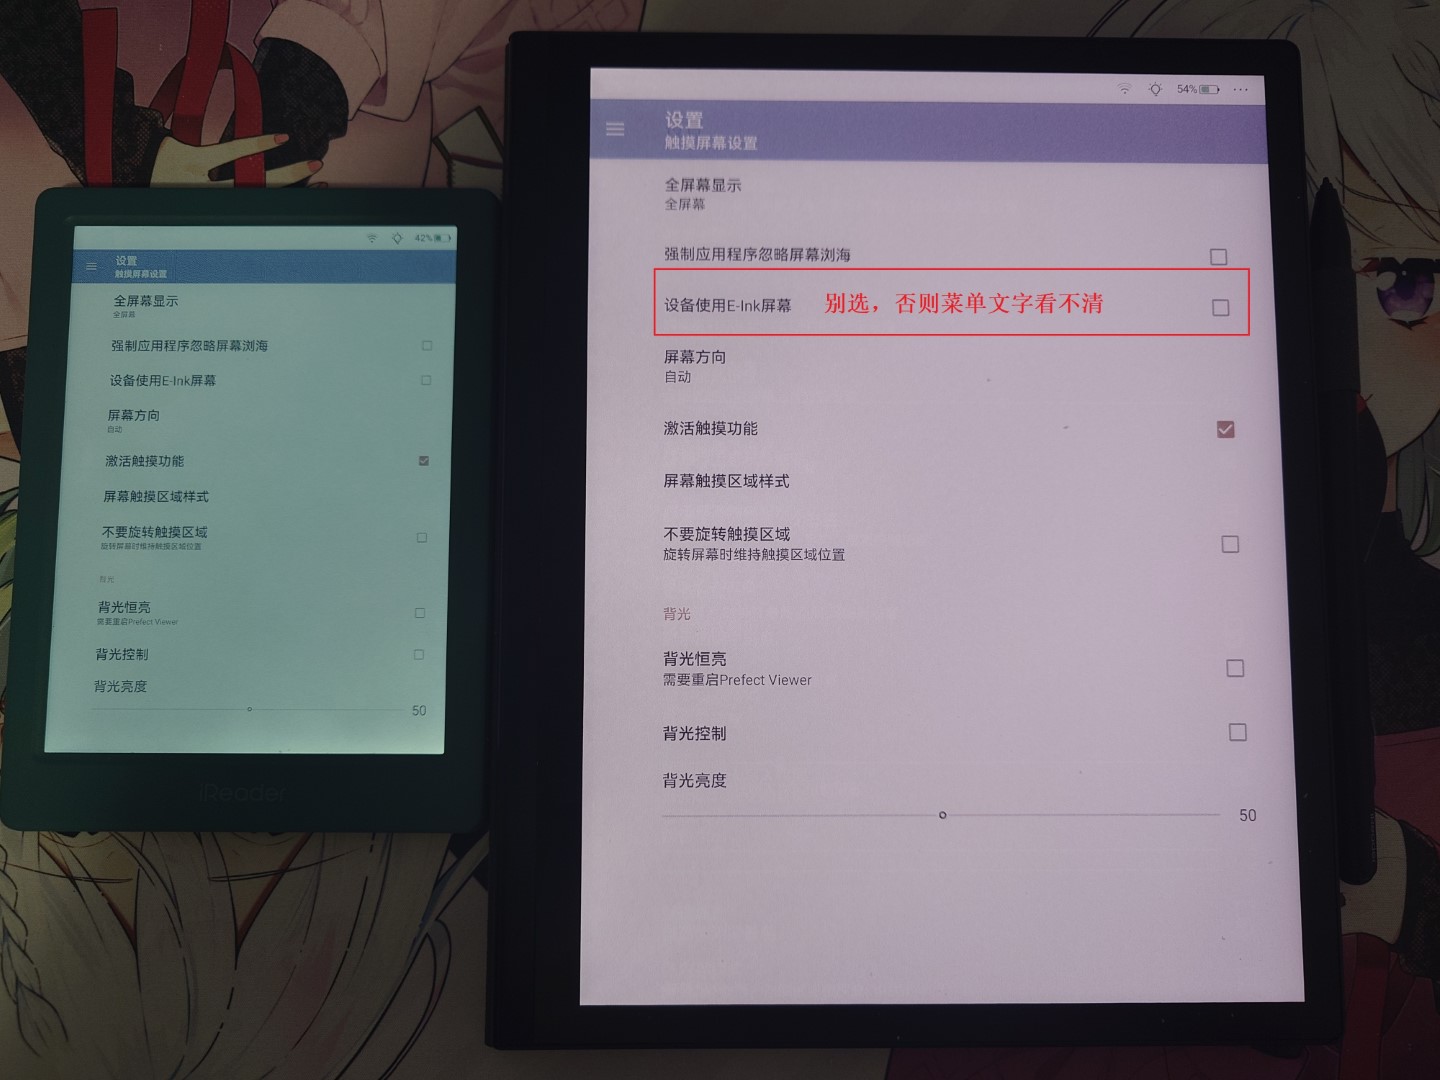 42%
设置
触摸屏幕设置
全屏幕显示
全屏幕
强制应用程序忽略屏幕浏海
设备使用E-Ink屏幕
屏幕方向
自动
激活触摸功能
屏幕触摸区域样式
不要旋转触摸区域
旋转屏幕时维持触摸区域位置
背光
背光恒亮
需要重启Prefect Viewer
背光控制
背光亮度
50
iReader
54%
设置
触摸屏幕设置
全屏幕显示
全屏幕
强制应用程序忽略屏幕浏海
设备使用E-Ink屏幕 别选，否则菜单文字看不清
屏幕方向
自动
激活触摸功能
屏幕触摸区域样式
不要旋转触摸区域
旋转屏幕时维持触摸区域位置
背光
背光恒亮
需要重启Prefect Viewer
背光控制
背光亮度
50